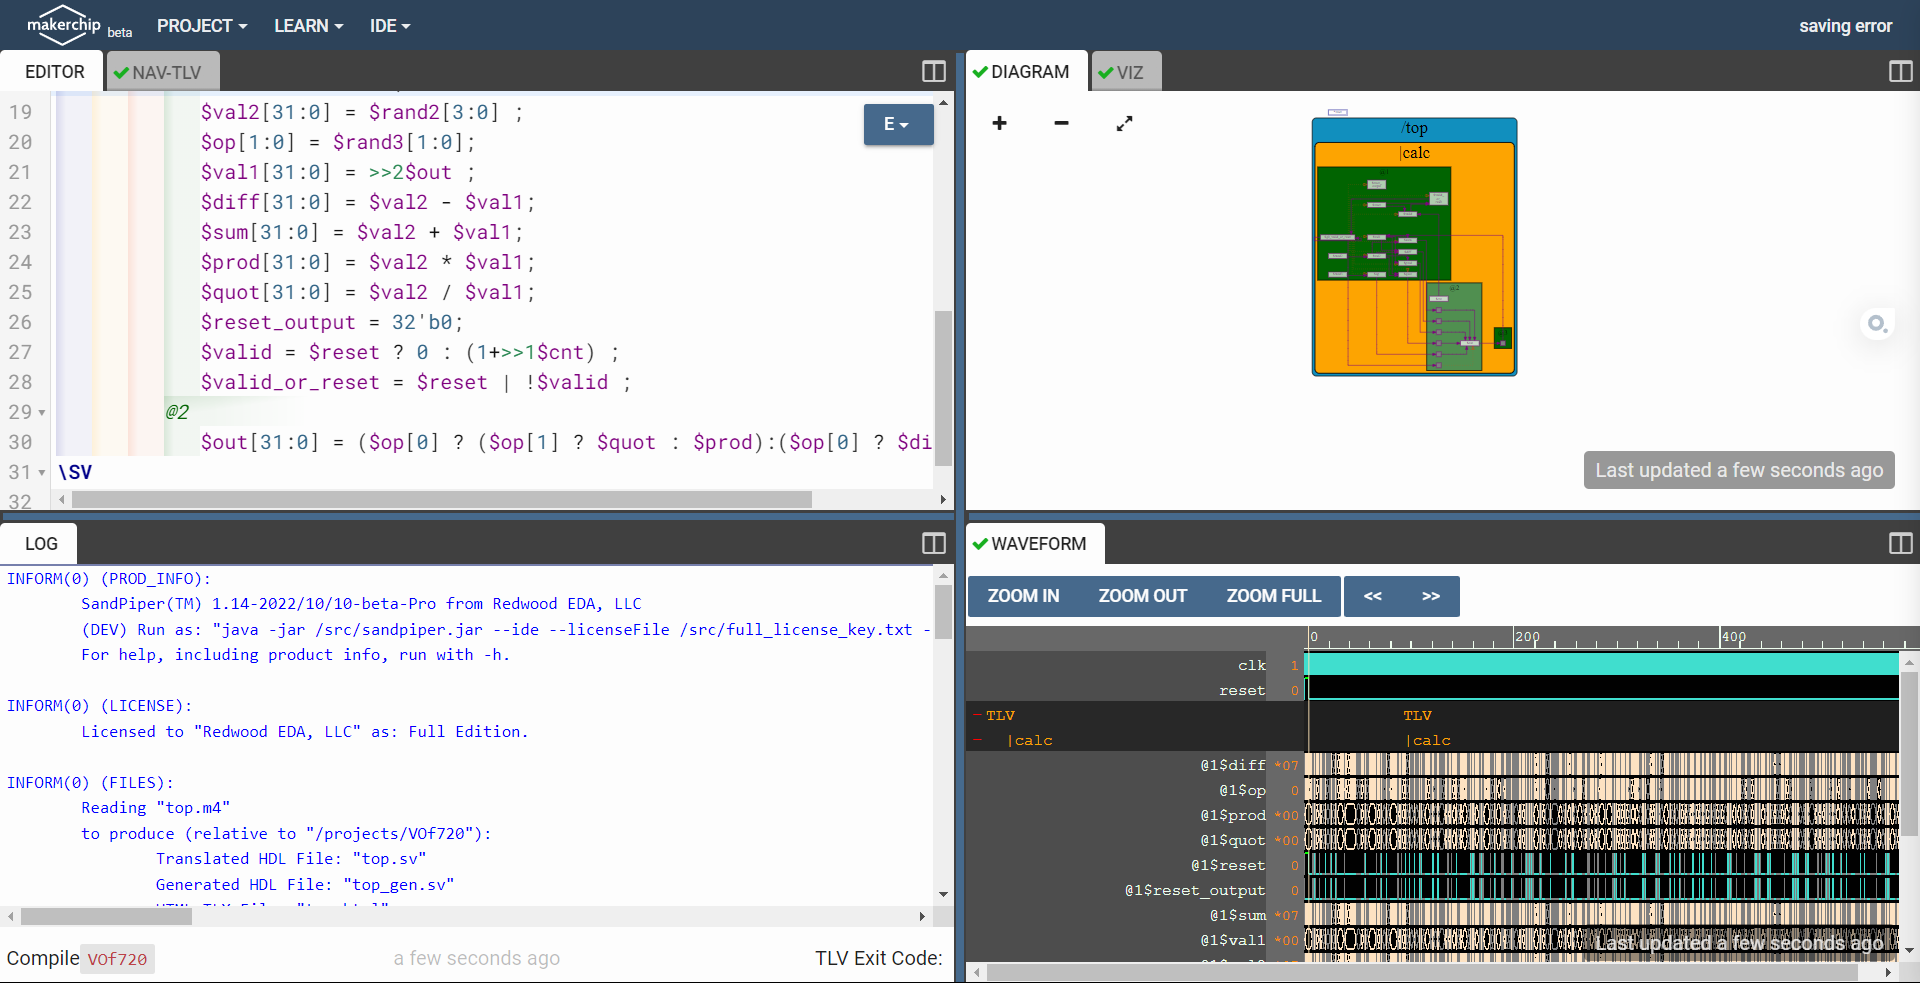 makerchip beta PROJECT LEARN IDE saving error
EDITOR NAV-TLV
19 $val2[31:0] = $rand2[3:0] ;
20 $op[1:0] = $rand3[1:0];
21 $val1[31:0] = >>2$out ;
22 $diff[31:0] = $val2 - $val1;
23 $sum[31:0] = $val2 + $val1;
24 $prod[31:0] = $val2 * $val1;
25 $quot[31:0] = $val2 / $val1;
26 $reset_output = 32'b0;
27 $valid = $reset ? 0 : (1+>>1$cnt) ;
28 $valid_or_reset = $reset | !$valid ;
29 @2
30 $out[31:0] = ($op[0] ? ($op[1] ? $quot : $prod):($op[0] ? $di
31 \SV
32
E
DIAGRAM VIZ
/top
|calc
@2
Last updated a few seconds ago
LOG
INFORM(0) (PROD_INFO):
SandPiper(TM) 1.14-2022/10/10-beta-Pro from Redwood EDA, LLC
(DEV) Run as: "java -jar /src/sandpiper.jar --ide --licenseFile /src/full_license_key.txt -
For help, including product info, run with -h.
INFORM(0) (LICENSE):
Licensed to "Redwood EDA, LLC" as: Full Edition.
INFORM(0) (FILES):
Reading "top.m4"
to produce (relative to "/projects/VOf720"):
Translated HDL File: "top.sv"
Generated HDL File: "top_gen.sv"
Compile VOf720 a few seconds ago TLV Exit Code:
WAVEFORM
ZOOM IN ZOOM OUT ZOOM FULL << >>
0 200 400
clk 1
reset 0
TLV TLV
|calc |calc
@1$diff *07
@1$op 0
@1$prod *00
@1$quot *00
@1$reset 0
@1$reset_output 0
@1$sum *07
@1$val1 *00
Last updated a few seconds ago